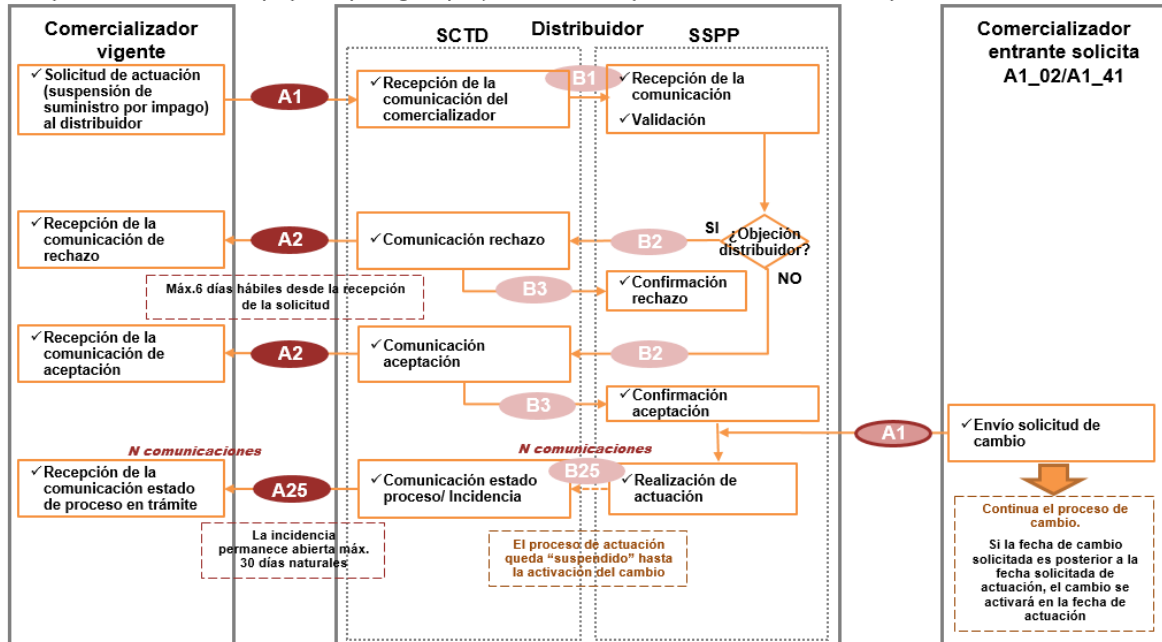 Comercializador
vigente
SCTD
Distribuidor
SSPP
Comercializador
entrante solicita
A1_02/A1_41
✓Solicitud de actuación
(suspensión de
suministro por impago)
al distribuidor
A1
✓Recepción de la
comunicación del
comercializador
B1
✓Recepción de la
comunicación
✓Validación
✓Recepción de la
comunicación de
rechazo
A2
✓Comunicación rechazo
B2
SI
¿Objeción
distribuidor?
NO
Máx.6 días hábiles desde la recepción
de la solicitud
B3
✓Confirmación
rechazo
✓Recepción de la
comunicación de
aceptación
A2
✓Comunicación
aceptación
B2
B3
✓Confirmación
aceptación
A1
✓Envío solicitud de
cambio
N comunicaciones
N comunicaciones
✓Recepción de la
comunicación estado
de proceso en trámite
A25
✓Comunicación estado
proceso/ Incidencia
B25
✓Realización de
actuación
La incidencia
permanece abierta máx.
30 días naturales
El proceso de actuación
queda “suspendido” hasta
la activación del cambio
Continua el proceso de
cambio.
Si la fecha de cambio
solicitada es posterior a la
fecha solicitada de
actuación, el cambio se
activará en la fecha de
actuación